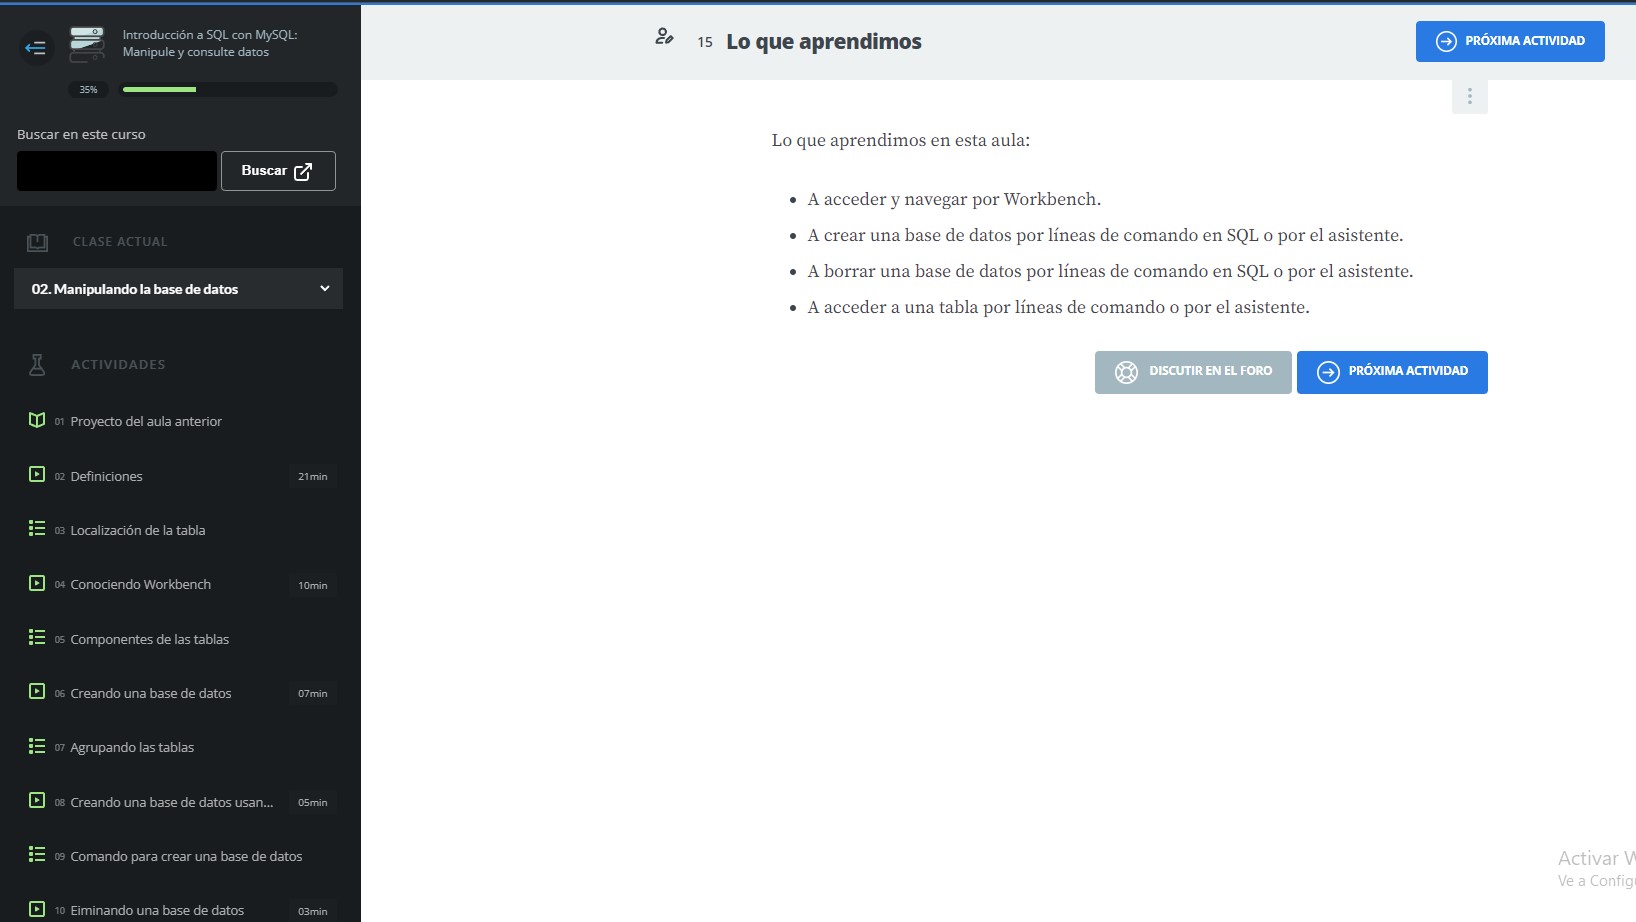 Introducción a SQL con MySQL:
Manipule y consulte datos
35%
Buscar en este curso
Buscar
CLASE ACTUAL
02. Manipulando la base de datos
ACTIVIDADES
01 Proyecto del aula anterior
02 Definiciones 21min
03 Localización de la tabla
04 Conociendo Workbench 10min
05 Componentes de las tablas
06 Creando una base de datos 07min
07 Agrupando las tablas
08 Creando una base de datos usan... 05min
09 Comando para crear una base de datos
10 Eiminando una base de datos 03min
15 Lo que aprendimos
PRÓXIMA ACTIVIDAD
Lo que aprendimos en esta aula:
• A acceder y navegar por Workbench.
• A crear una base de datos por líneas de comando en SQL o por el asistente.
• A borrar una base de datos por líneas de comando en SQL o por el asistente.
• A acceder a una tabla por líneas de comando o por el asistente.
DISCUTIR EN EL FORO
PRÓXIMA ACTIVIDAD
Activar W
Ve a Config